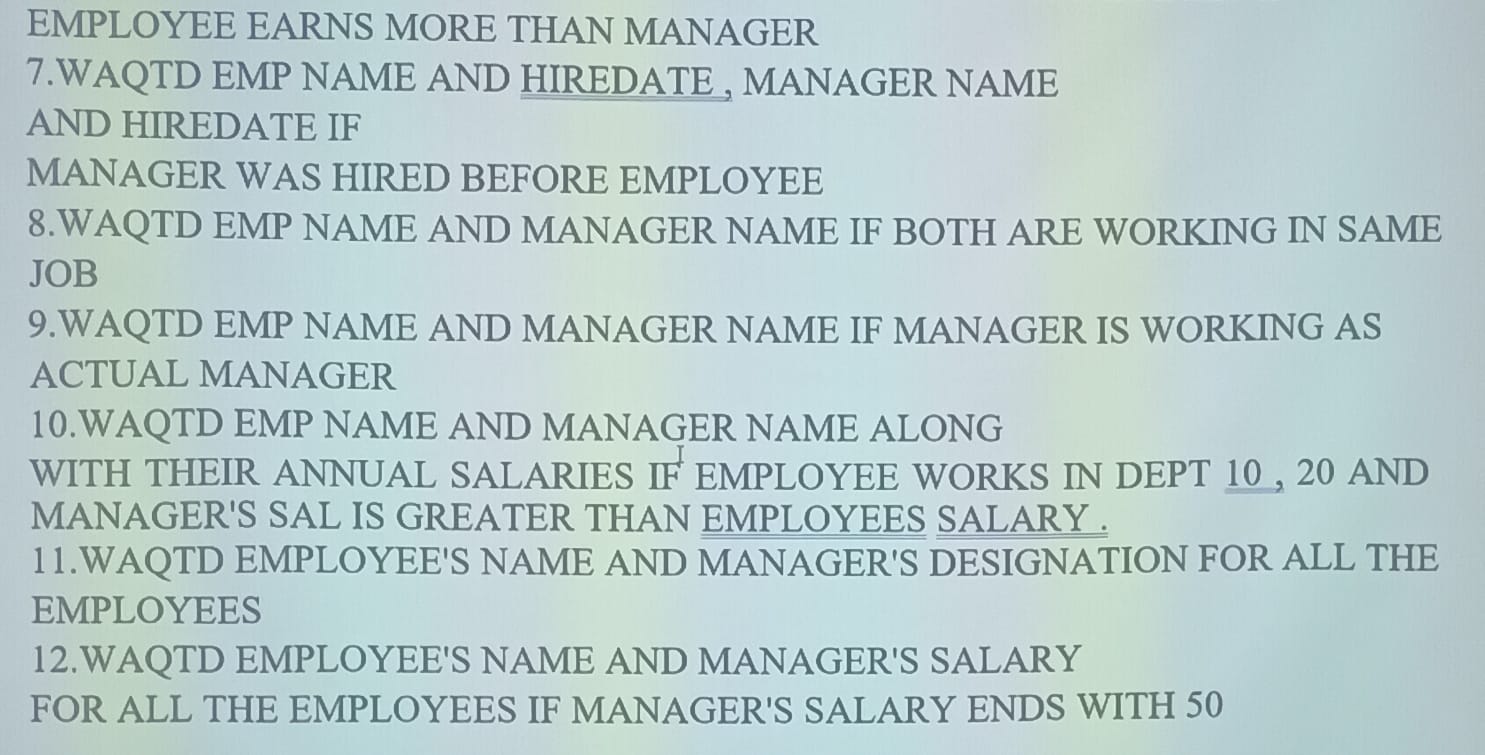 EMPLOYEE EARNS MORE THAN MANAGER
7.WAQTD EMP NAME AND HIREDATE , MANAGER NAME
AND HIREDATE IF
MANAGER WAS HIRED BEFORE EMPLOYEE
8.WAQTD EMP NAME AND MANAGER NAME IF BOTH ARE WORKING IN SAME
JOB
9.WAQTD EMP NAME AND MANAGER NAME IF MANAGER IS WORKING AS
ACTUAL MANAGER
10.WAQTD EMP NAME AND MANAGER NAME ALONG
WITH THEIR ANNUAL SALARIES IF EMPLOYEE WORKS IN DEPT 10 , 20 AND
MANAGER'S SAL IS GREATER THAN EMPLOYEES SALARY .
11.WAQTD EMPLOYEE'S NAME AND MANAGER'S DESIGNATION FOR ALL THE
EMPLOYEES
12.WAQTD EMPLOYEE'S NAME AND MANAGER'S SALARY
FOR ALL THE EMPLOYEES IF MANAGER'S SALARY ENDS WITH 50